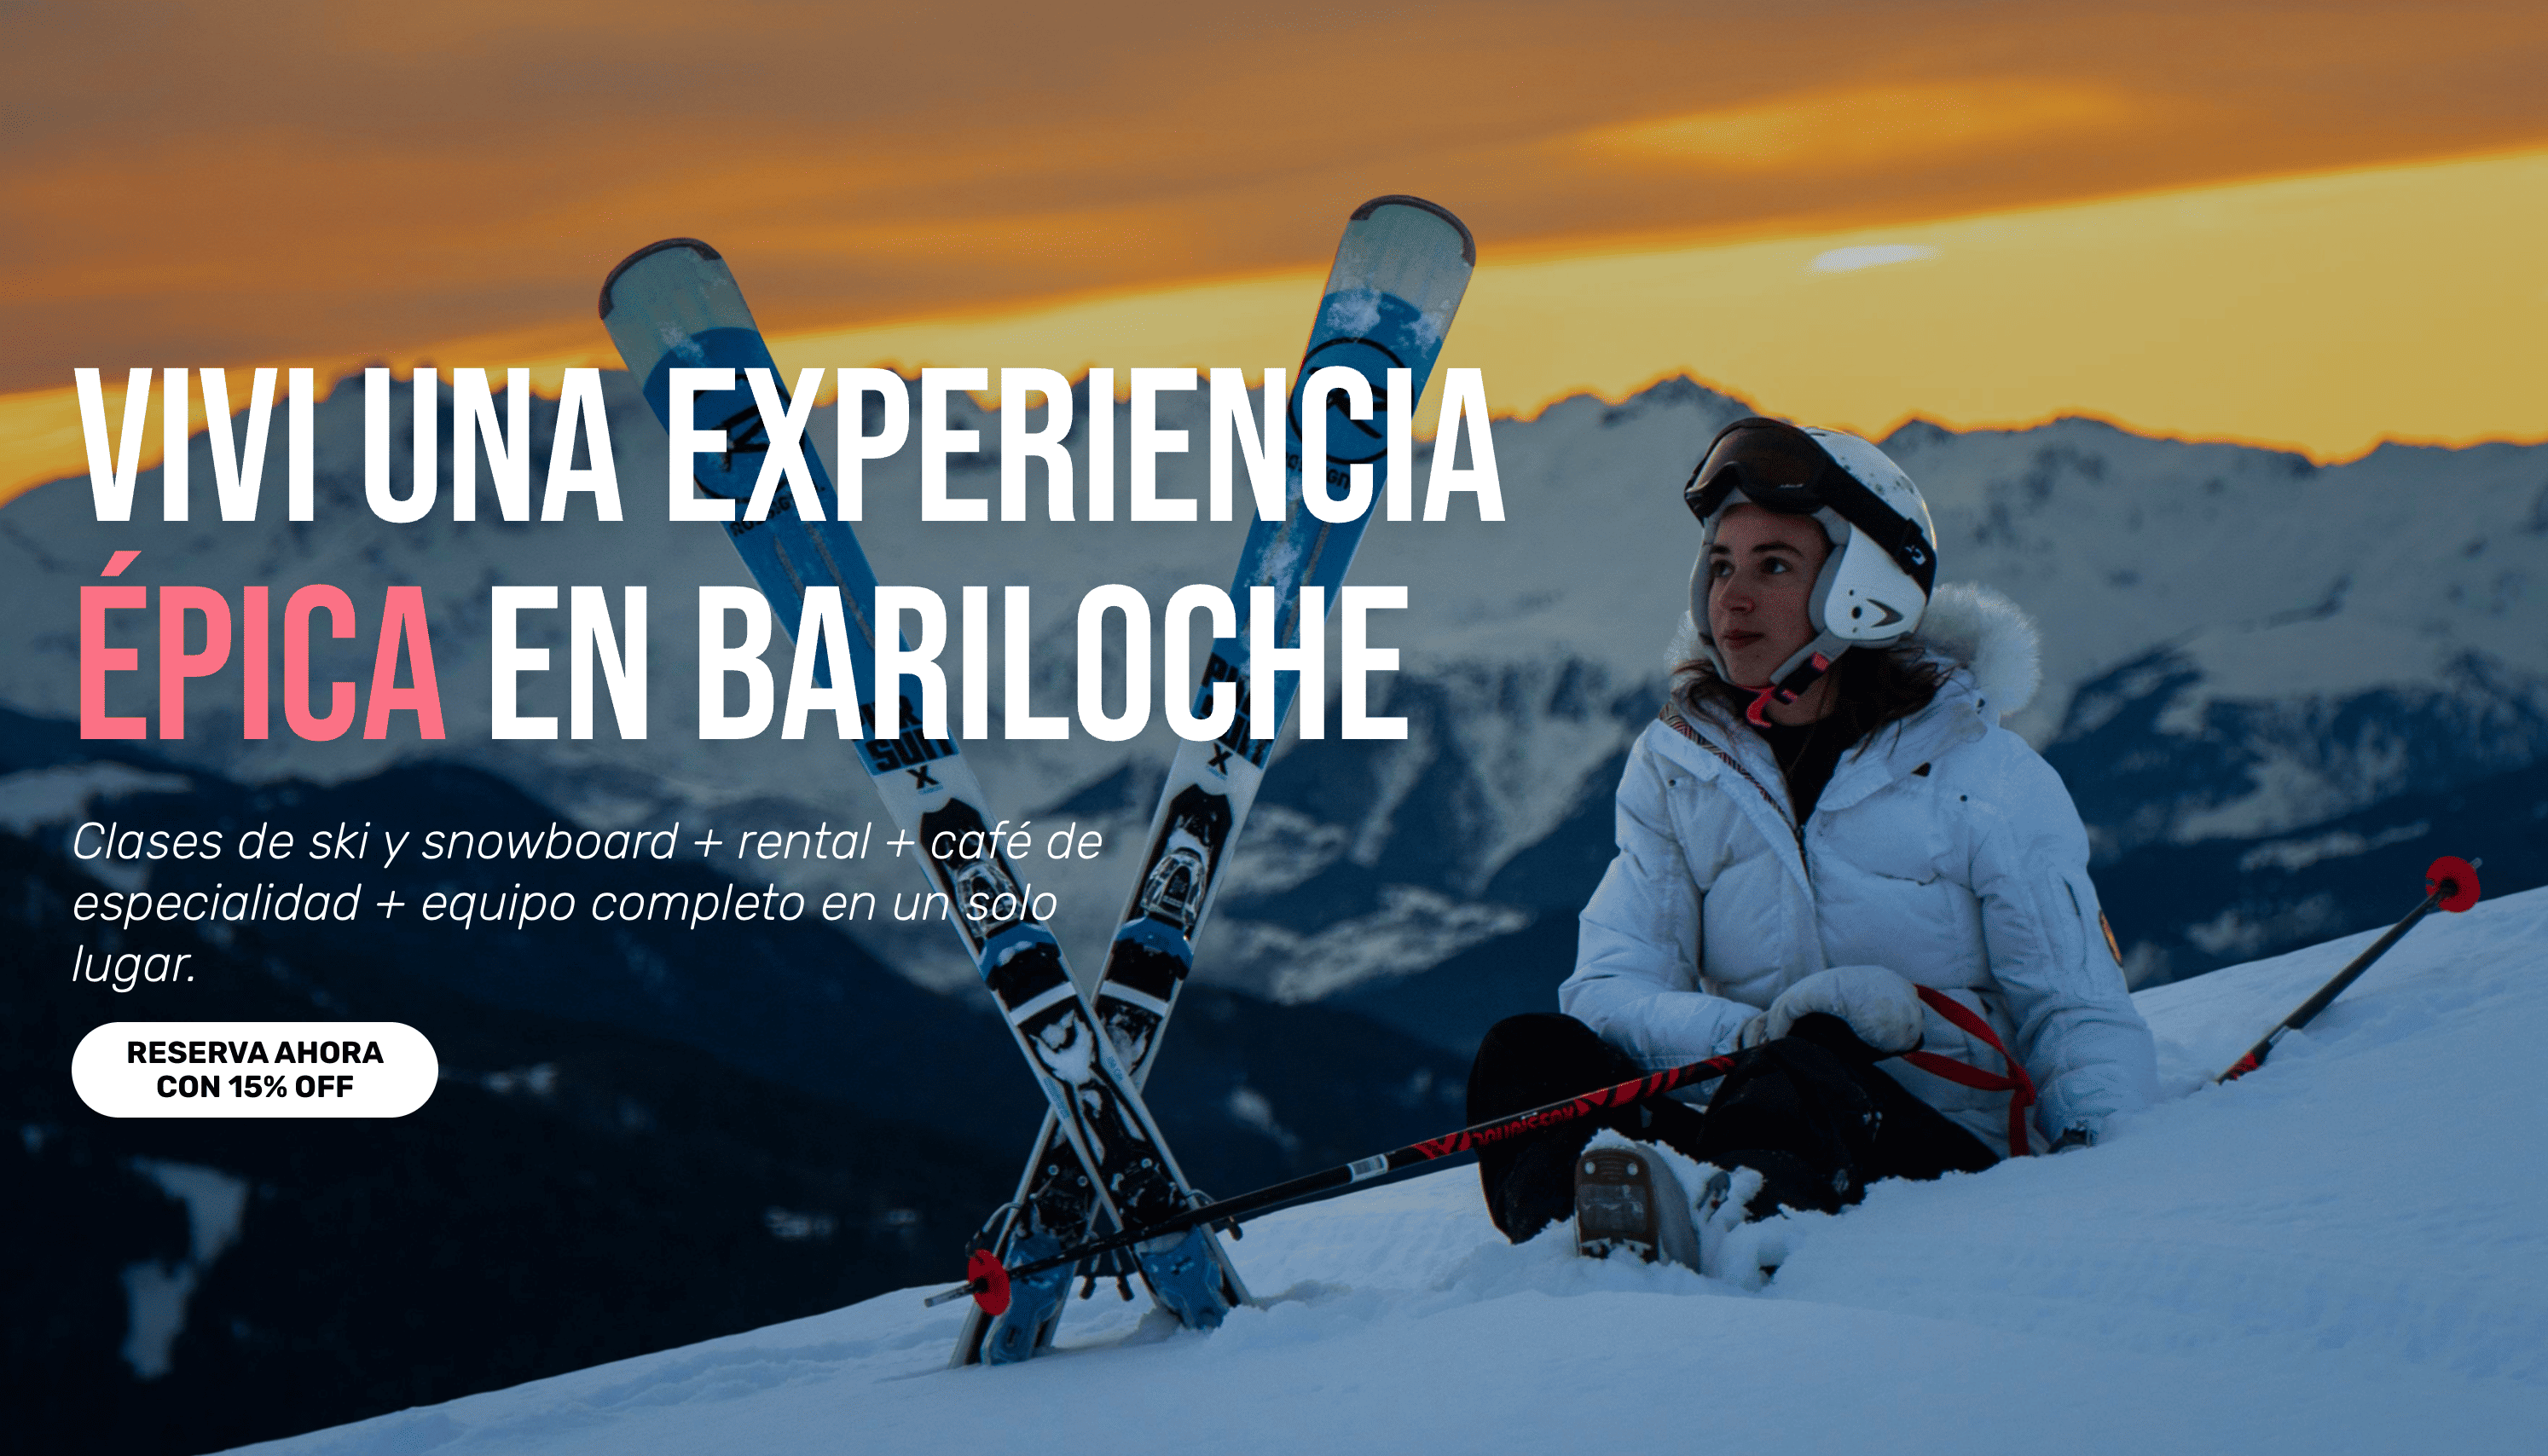 VIVI UNA EXPERIENCIA
ÉPICA EN BARILOCHE
Clases de ski y snowboard + rental + café de
especialidad + equipo completo en un solo
lugar.
RESERVA AHORA
CON 15% OFF